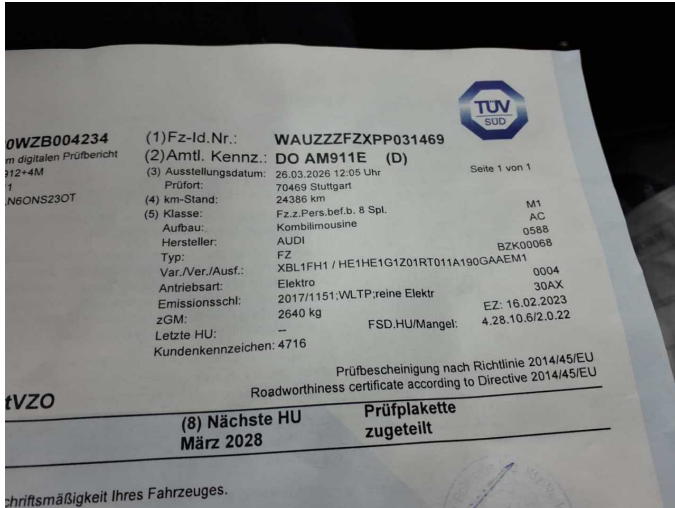 TÜV
SÜD
0WZB004234
m digitalen Prüfbericht
912+4M
1
.N6ONS23OT
(1)Fz-Id.Nr.: WAUZZZFZXPP031469
(2)Amtl. Kennz.: DO AM911E (D)
(3) Ausstellungsdatum: 26.03.2026 12:05 Uhr Seite 1 von 1
Prüfort: 70469 Stuttgart
(4) km-Stand: 24386 km
(5) Klasse: Fz.z.Pers.bef.b. 8 Spl. M1
Aufbau: Kombilimousine AC
Hersteller: AUDI 0588
Typ: FZ BZK00068
Var./Ver./Ausf.: XBL1FH1 / HE1HE1G1Z01RT011A190GAAEM1
Antriebsart: Elektro 0004
Emissionsschl: 2017/1151;WLTP;reine Elektr 30AX
zGM: 2640 kg EZ: 16.02.2023
Letzte HU: -- FSD.HU/Mangel: 4.28.10.6/2.0.22
Kundenkennzeichen: 4716
Prüfbescheinigung nach Richtlinie 2014/45/EU
Roadworthiness certificate according to Directive 2014/45/EU
tVZO
(8) Nächste HU Prüfplakette
März 2028 zugeteilt
chriftsmäßigkeit Ihres Fahrzeuges.